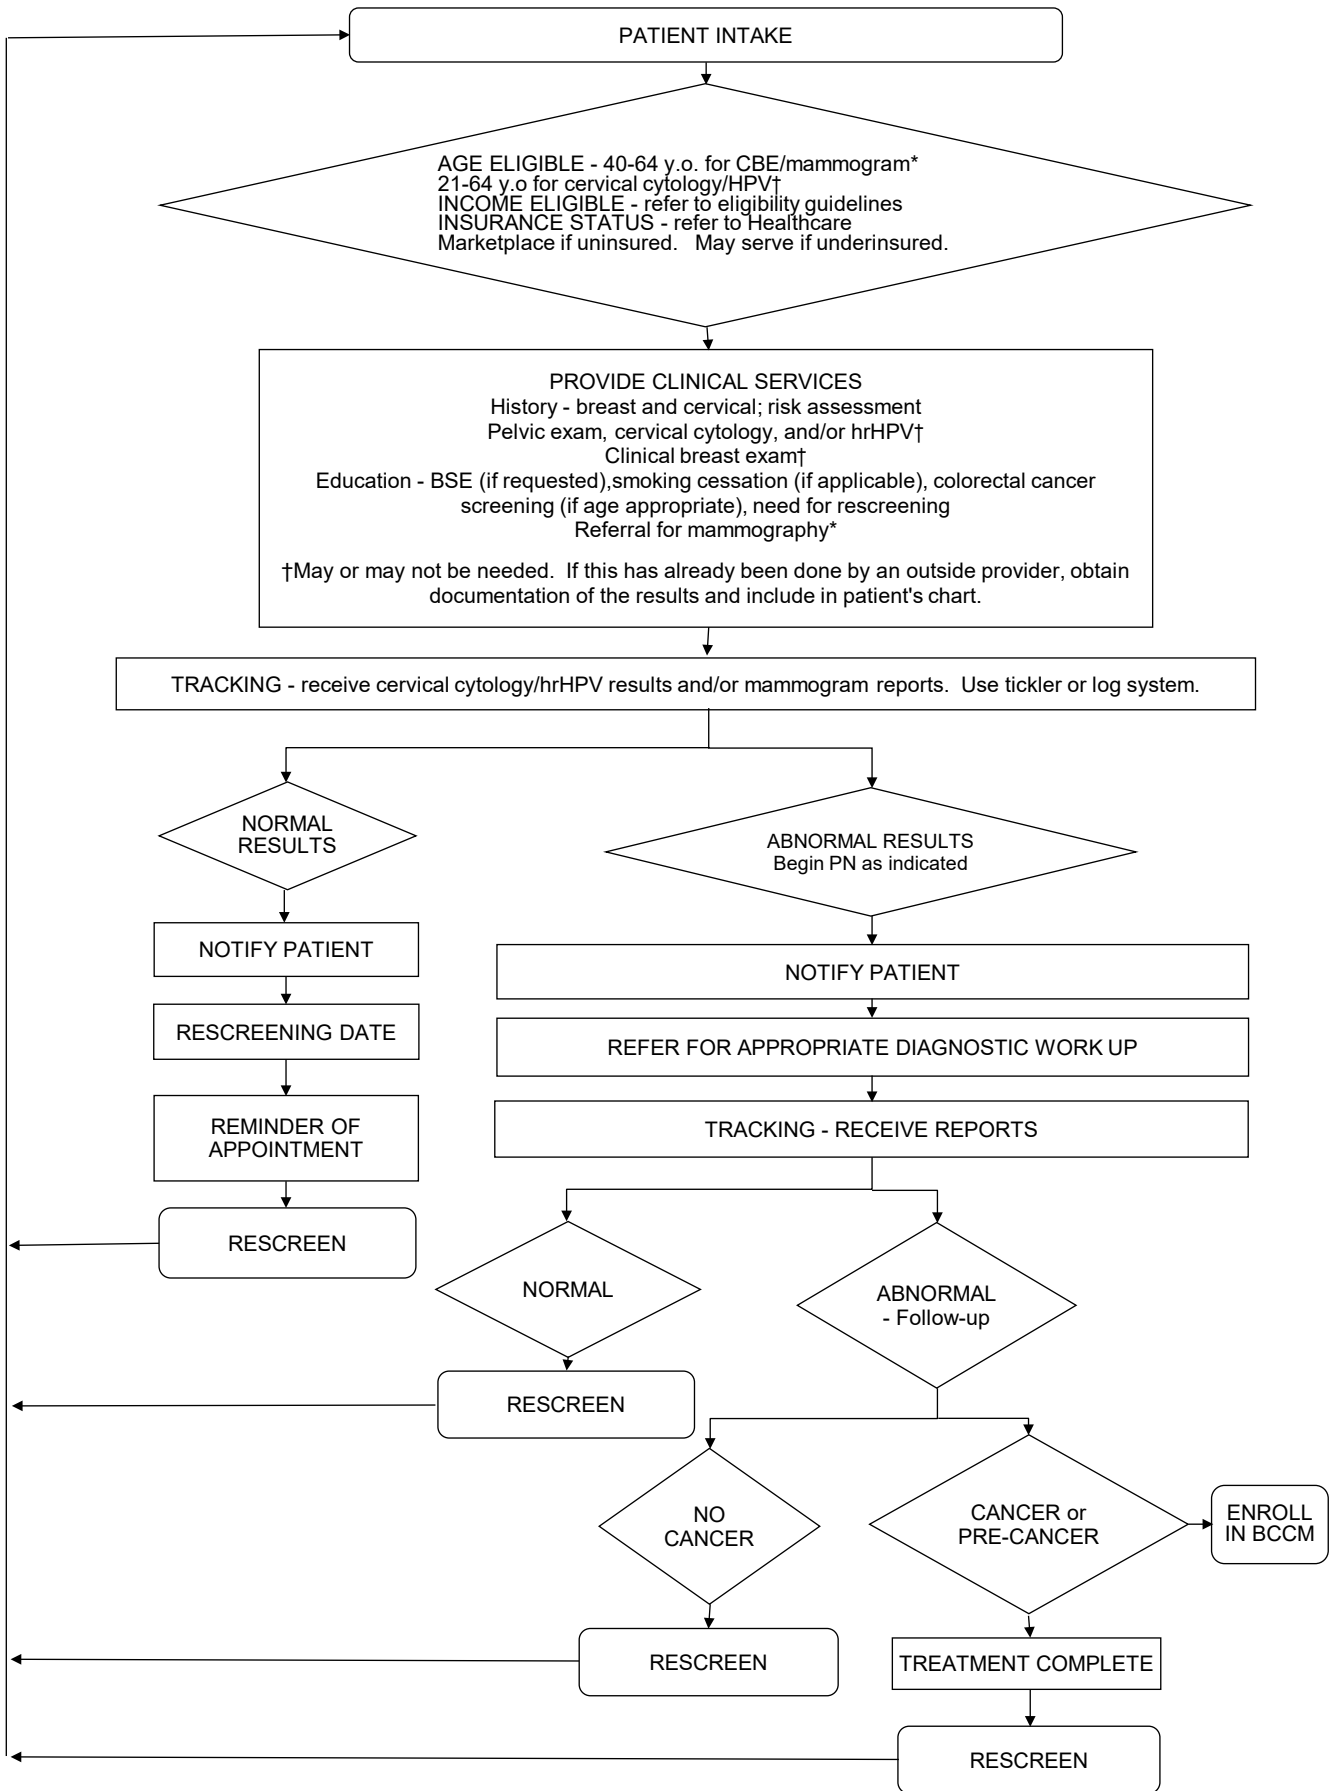 PATIENT INTAKE
AGE ELIGIBLE - 40-64 y.o. for CBE/mammogram*
21-64 y.o for cervical cytology/HPV†
INCOME ELIGIBLE - refer to eligibility guidelines
INSURANCE STATUS - refer to Healthcare
Marketplace if uninsured. May serve if underinsured.
PROVIDE CLINICAL SERVICES
History - breast and cervical; risk assessment
Pelvic exam, cervical cytology, and/or hrHPV†
Clinical breast exam†
Education - BSE (if requested),smoking cessation (if applicable), colorectal cancer
screening (if age appropriate), need for rescreening
Referral for mammography*
†May or may not be needed. If this has already been done by an outside provider, obtain
documentation of the results and include in patient's chart.
TRACKING - receive cervical cytology/hrHPV results and/or mammogram reports. Use tickler or log system.
NORMAL
RESULTS
NOTIFY PATIENT
RESCREENING DATE
REMINDER OF
APPOINTMENT
RESCREEN
ABNORMAL RESULTS
Begin PN as indicated
NOTIFY PATIENT
REFER FOR APPROPRIATE DIAGNOSTIC WORK UP
TRACKING - RECEIVE REPORTS
NORMAL
RESCREEN
ABNORMAL
- Follow-up
NO
CANCER
RESCREEN
CANCER or
PRE-CANCER
ENROLL
IN BCCM
TREATMENT COMPLETE
RESCREEN